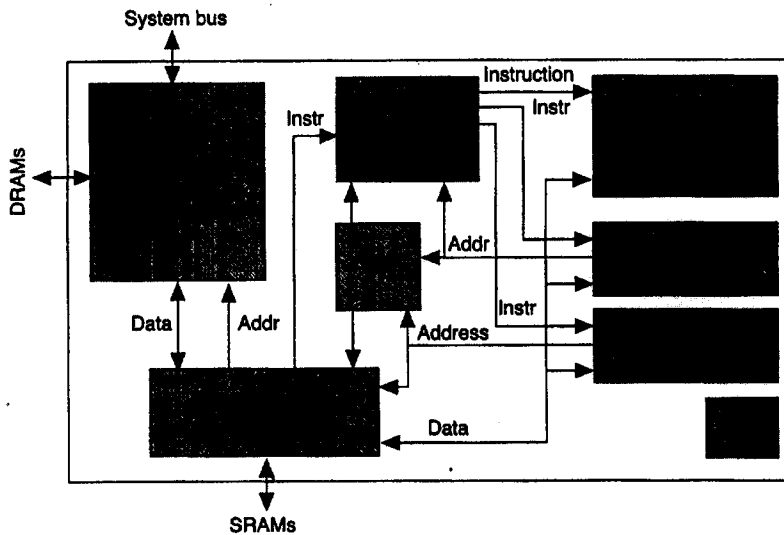 System bus
Instruction
Instr
Instr
DRAMs
Addr
Data
Addr
Instr
Address
Data
SRAMs